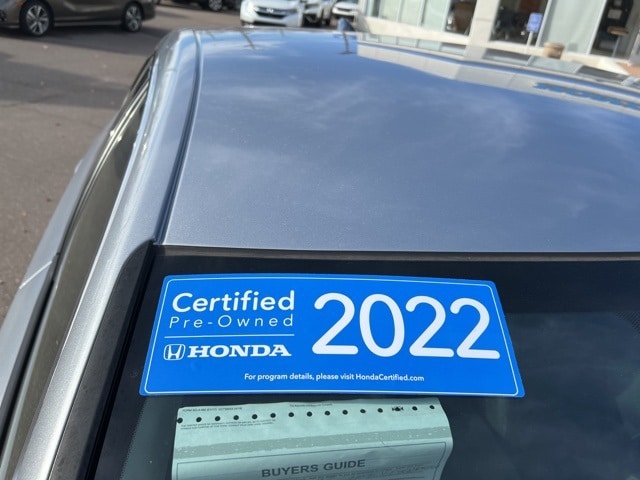 Certified
Pre-Owned
HONDA
2022
For program details, please visit HondaCertified.com
BUYERS GUIDE